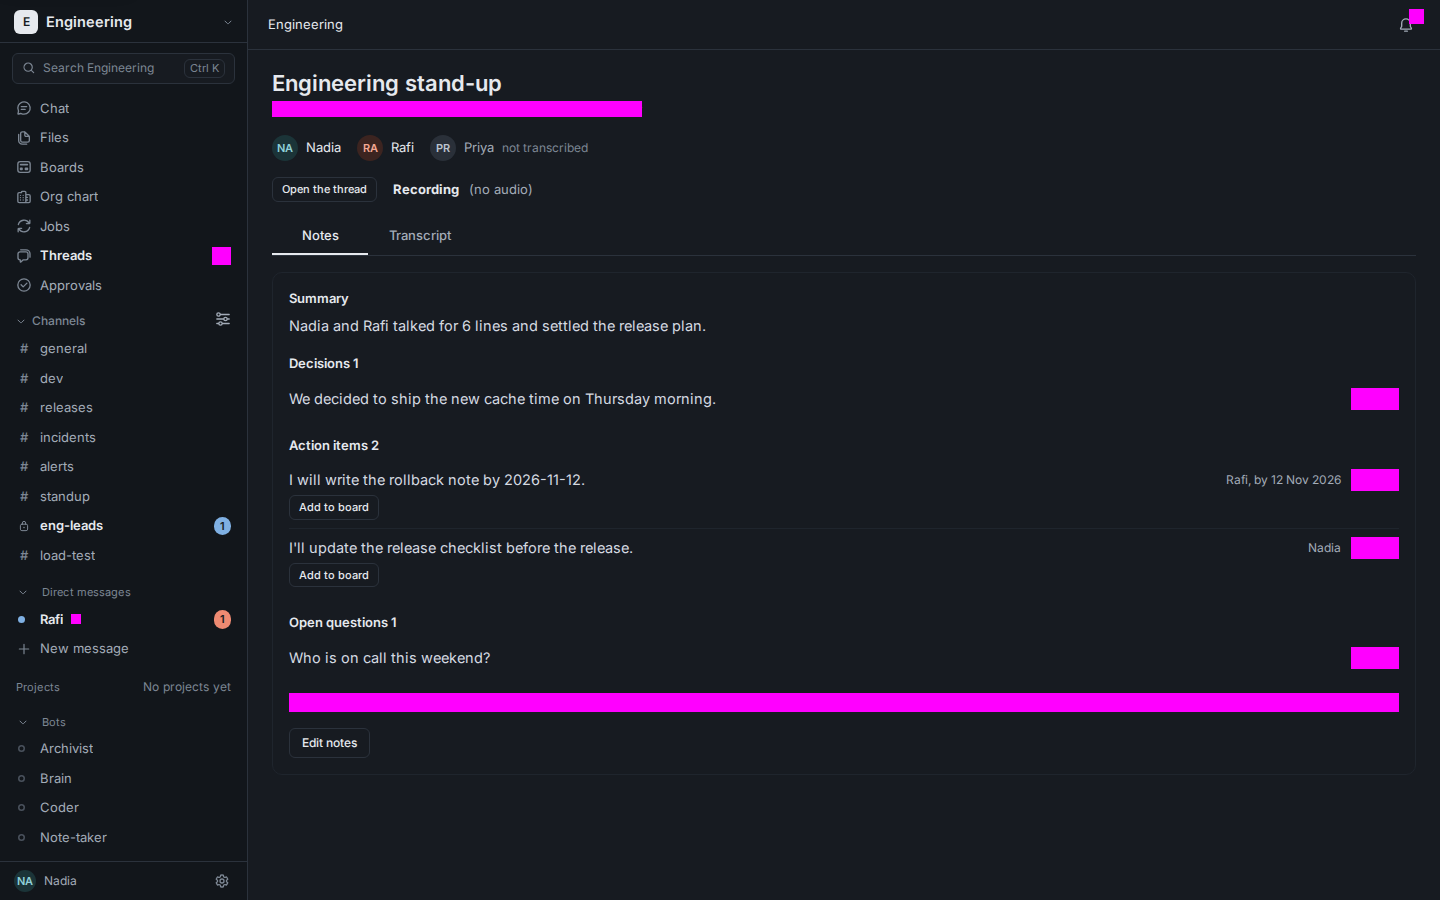 E Engineering
Search Engineering Ctrl K
Chat
Files
Boards
Org chart
Jobs
Threads
Approvals
Channels
# general
# dev
# releases
# incidents
# alerts
# standup
eng-leads 1
# load-test
Direct messages
Rafi 1
New message
Projects No projects yet
Bots
Archivist
Brain
Coder
Note-taker
NA Nadia
Engineering
Engineering stand-up
NA Nadia RA Rafi PR Priya not transcribed
Open the thread Recording (no audio)
Notes Transcript
Summary
Nadia and Rafi talked for 6 lines and settled the release plan.
Decisions 1
We decided to ship the new cache time on Thursday morning.
Action items 2
I will write the rollback note by 2026-11-12. Rafi, by 12 Nov 2026
Add to board
I'll update the release checklist before the release. Nadia
Add to board
Open questions 1
Who is on call this weekend?
Edit notes